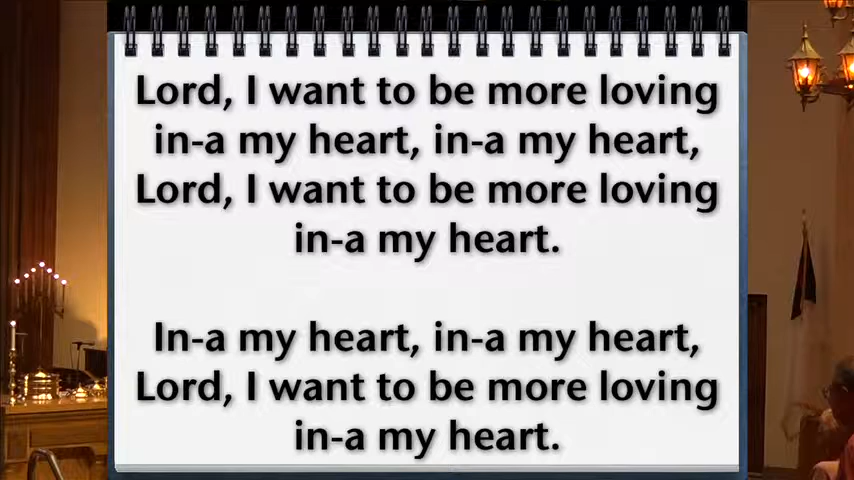 Lord, I want to be more loving
in-a my heart, in-a my heart,
Lord, I want to be more loving
in-a my heart.
In-a my heart, in-a my heart,
Lord, I want to be more loving
in-a my heart.